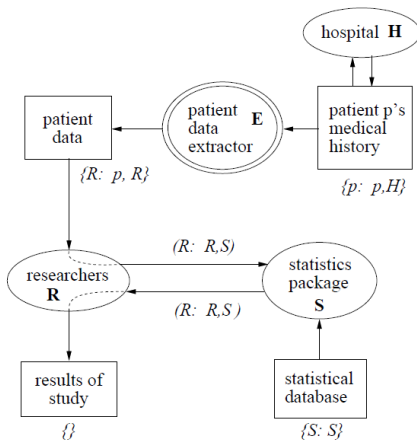 hospital H
patient
data
{R: p, R}
patient E
data
extractor
patient p's
medical
history
{p: p,H}
researchers
R
(R: R,S)
(R: R,S )
statistics
package
S
results of
study
{}
statistical
database
{S: S}